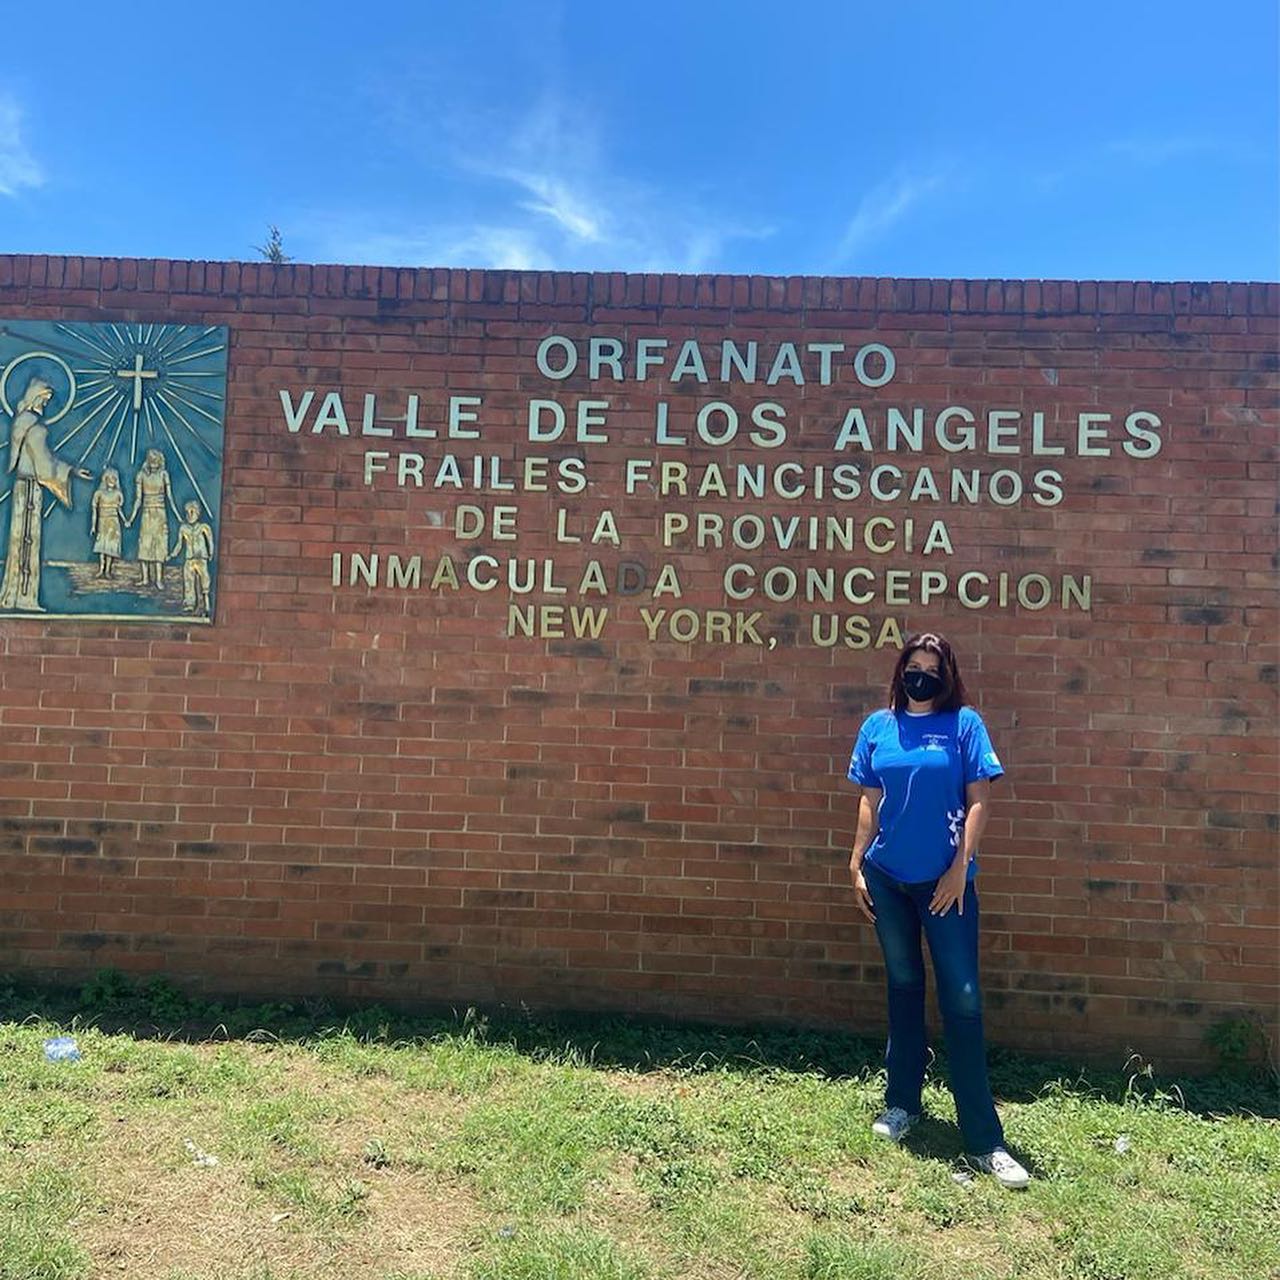 ORFANATO
VALLE DE LOS ANGELES
FRAILES FRANCISCANOS
DE LA PROVINCIA
INMACULADA CONCEPCION
NEW YORK, USA